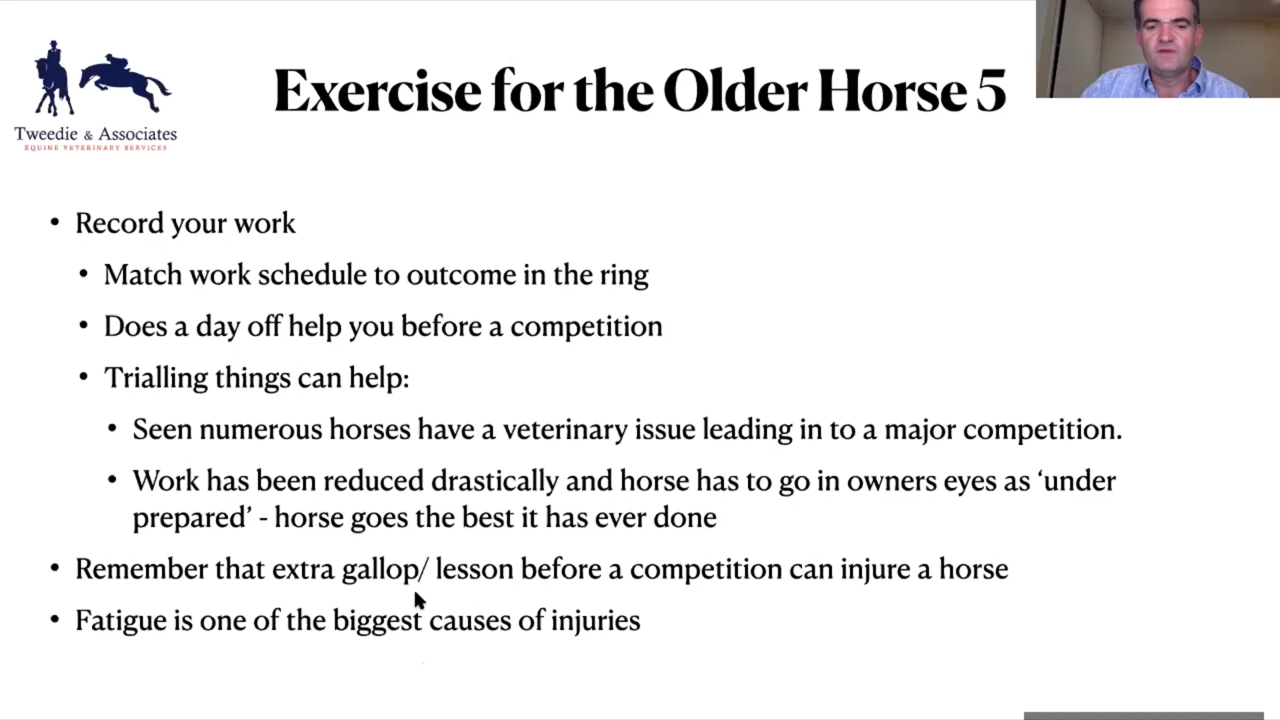 Exercise for the Older Horse 5
Tweedie & Associates
EQUINE VETERINARY SERVICES
• Record your work
• Match work schedule to outcome in the ring
• Does a day off help you before a competition
• Trialling things can help:
• Seen numerous horses have a veterinary issue leading in to a major competition.
• Work has been reduced drastically and horse has to go in owners eyes as ‘under
prepared’ - horse goes the best it has ever done
• Remember that extra gallop/ lesson before a competition can injure a horse
• Fatigue is one of the biggest causes of injuries